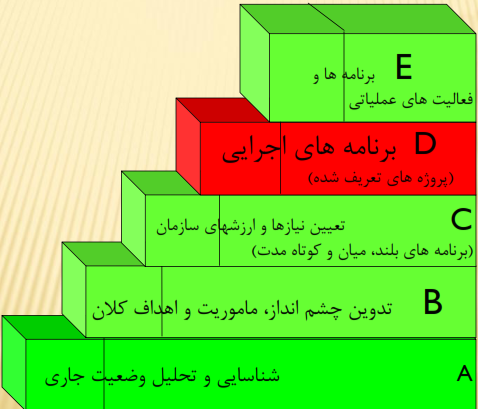 E برنامه ها و
فعالیت های عملیاتی
D برنامه های اجرایی
(پروژه های تعریف شده)
C تعیین نیازها و ارزشهای سازمان
(برنامه های بلند، میان و کوتاه مدت)
B تدوین چشم انداز، ماموریت و اهداف کلان
A شناسایی و تحلیل وضعیت جاری